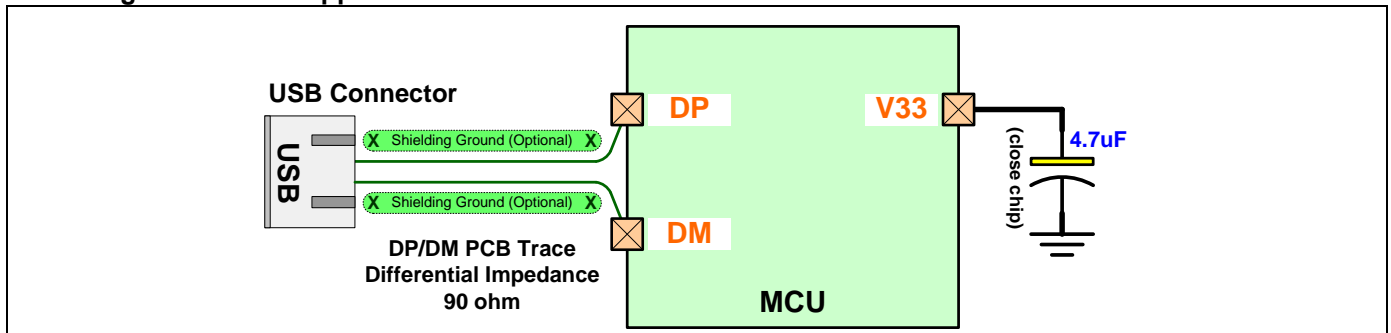 USB Connector
USB
X Shielding Ground (Optional) X
X Shielding Ground (Optional) X
DP
DM
V33
4.7uF
(close chip)
DP/DM PCB Trace
Differential Impedance
90 ohm
MCU